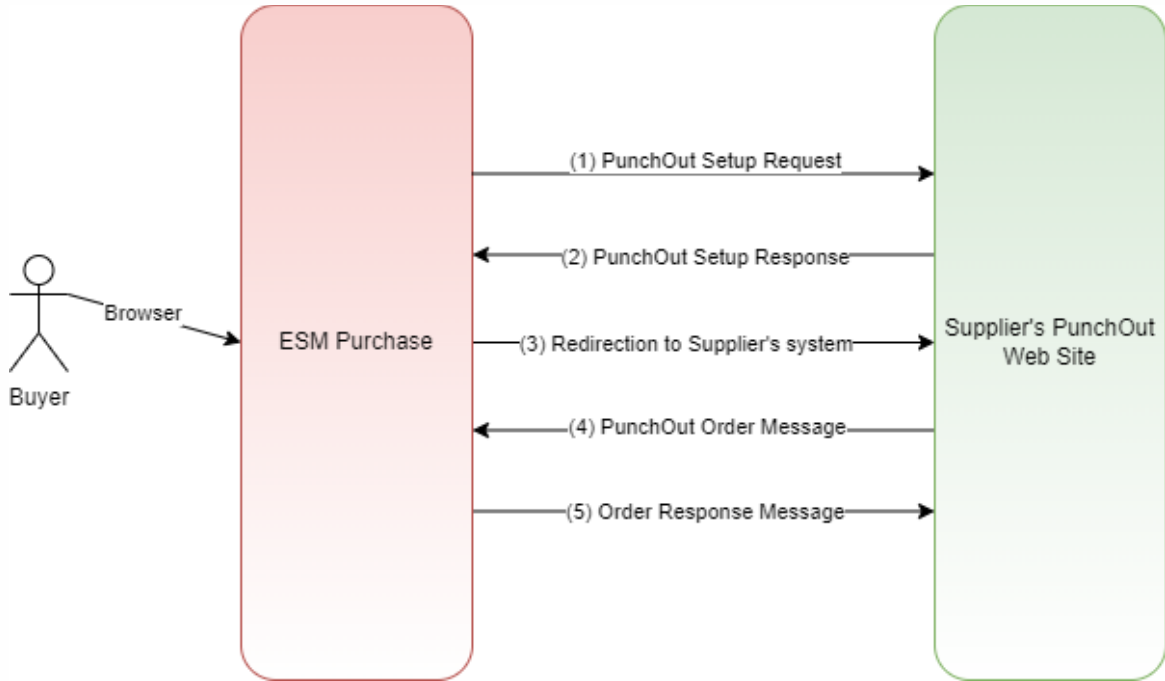 (1) PunchOut Setup Request
(2) PunchOut Setup Response
Browser
ESM Purchase
(3) Redirection to Supplier's system
Supplier's PunchOut
Web Site
Buyer
(4) PunchOut Order Message
(5) Order Response Message